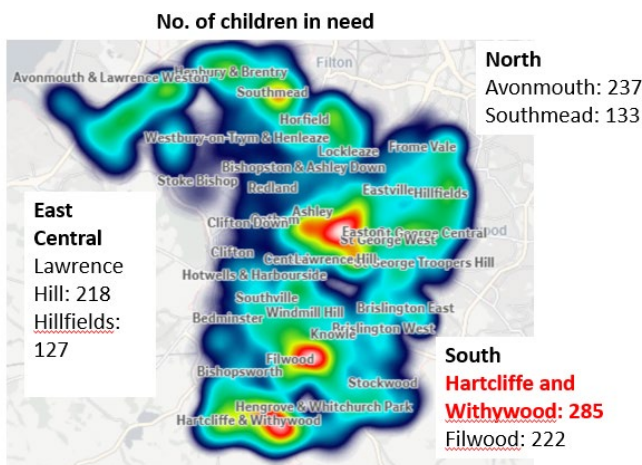 No. of children in need
North
Avonmouth: 237
Southmead: 133
Filton
Avonmouth & Lawrence Weston
Henbury & Brentry
Southmead
Horfield
Westbury-on-Trym & Henleaze
Lockleaze
Frome Vale
Bishopston & Ashley Down
Stoke Bishop
Redland
Eastville
Hillfields
Ashley
Clifton Down
Easton
St George Central
St George West
Clifton
Lawrence Hill
St George Troopers Hill
Hotwells & Harbourside
Southville
Windmill Hill
Brislington East
Bedminster
Knowle
Brislington West
Filwood
Bishopsworth
Stockwood
Hengrove & Whitchurch Park
Hartcliffe & Withywood
East
Central
Lawrence
Hill: 218
Hillfields:
127
South
Hartcliffe and
Withywood: 285
Filwood: 222